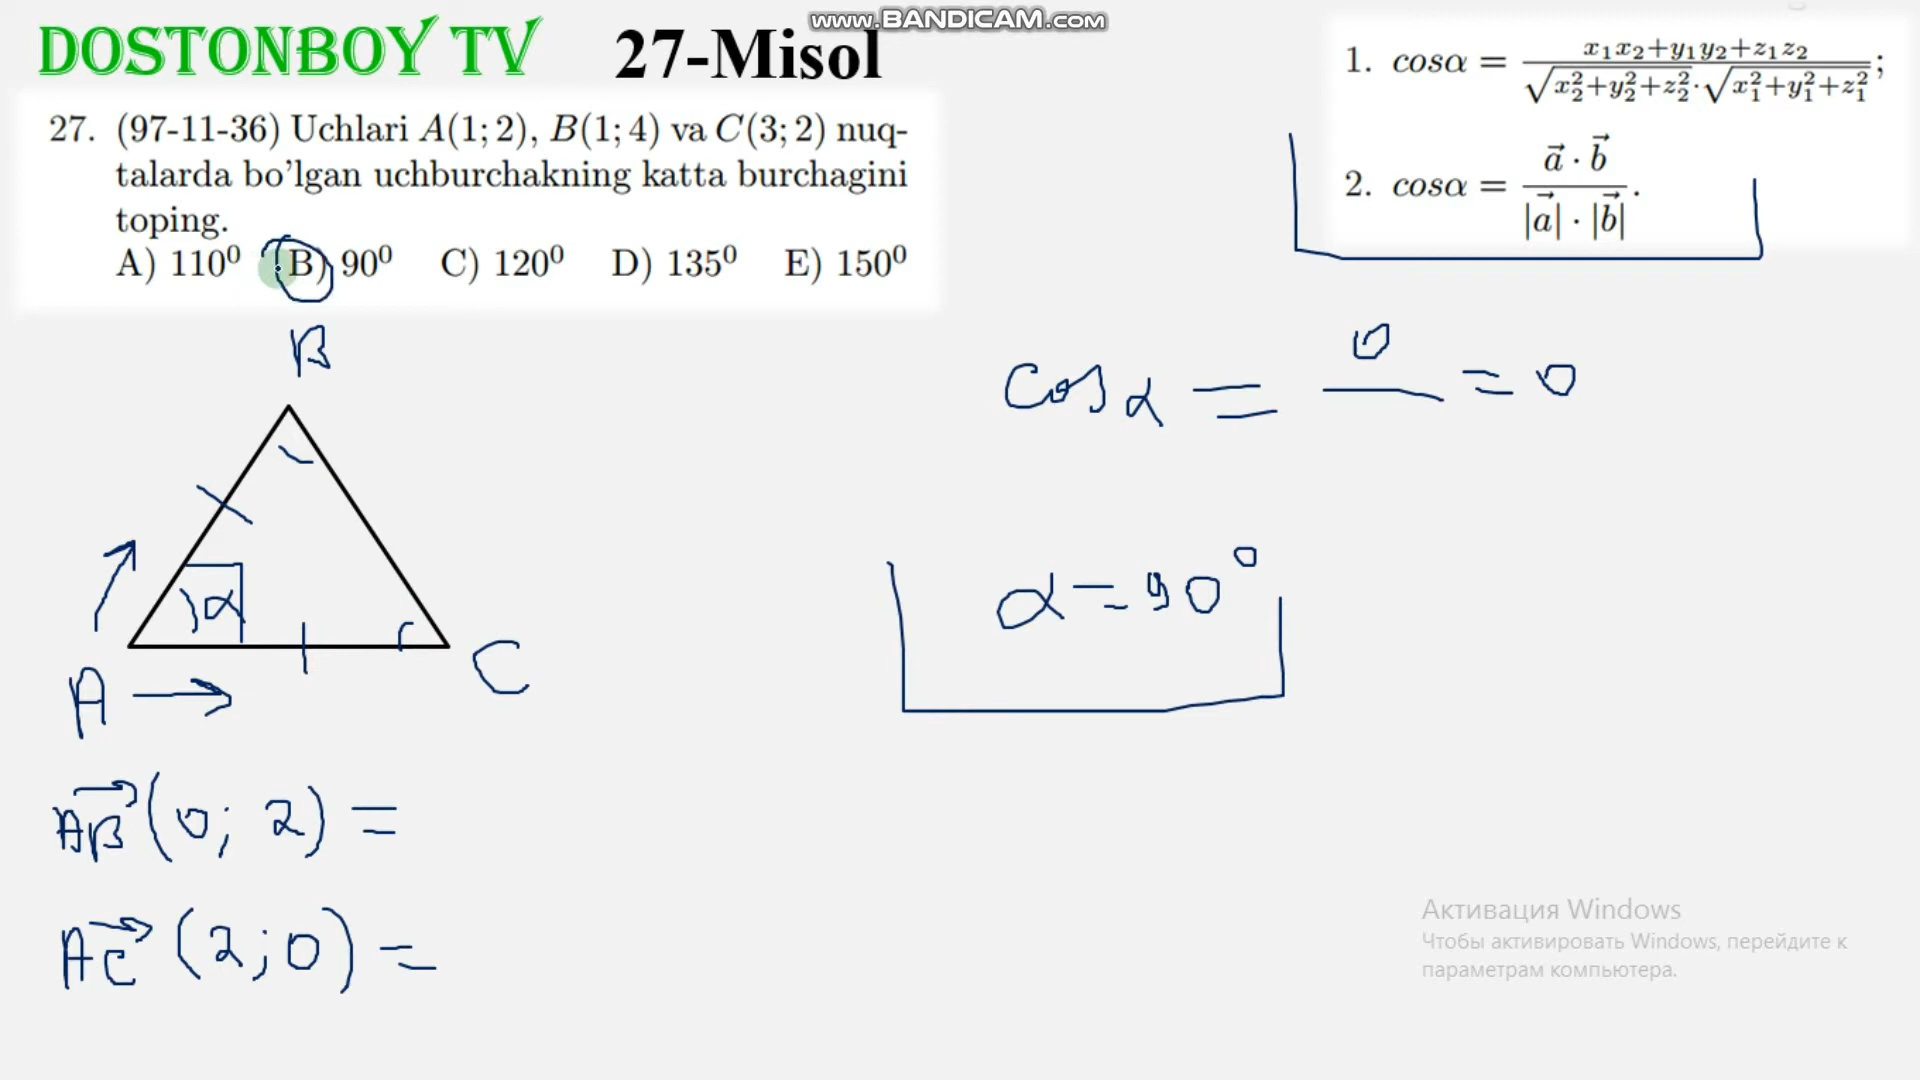 www.BANDICAM.com
DOSTONBOY TV
27-Misol
27. (97-11-36) Uchlari A(1; 2), B(1; 4) va C(3; 2) nuq-
talarda bo'lgan uchburchakning katta burchagini
toping.
A) 110⁰ B) 90⁰ C) 120⁰ D) 135⁰ E) 150⁰
1. cosα = (x₁x₂+y₁y₂+z₁z₂)/(√(x₂²+y₂²+z₂²)·√(x₁²+y₁²+z₁²));
2. cosα = (a⃗ · b⃗)/(|a⃗| · |b⃗|).
B
cosα = 0/ = 0
α
α = 90°
A
C
AB⃗ (0; 2) =
AC⃗ (2; 0) =
Активация Windows
Чтобы активировать Windows, перейдите к
параметрам компьютера.